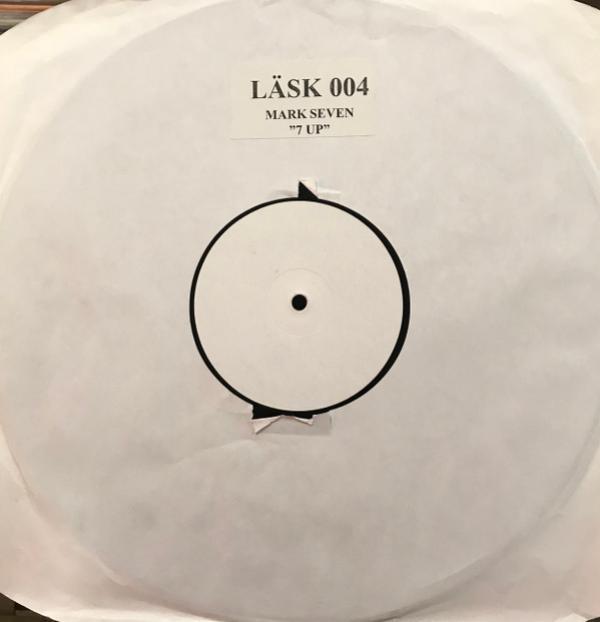 LÄSK 004
MARK SEVEN
”7 UP”